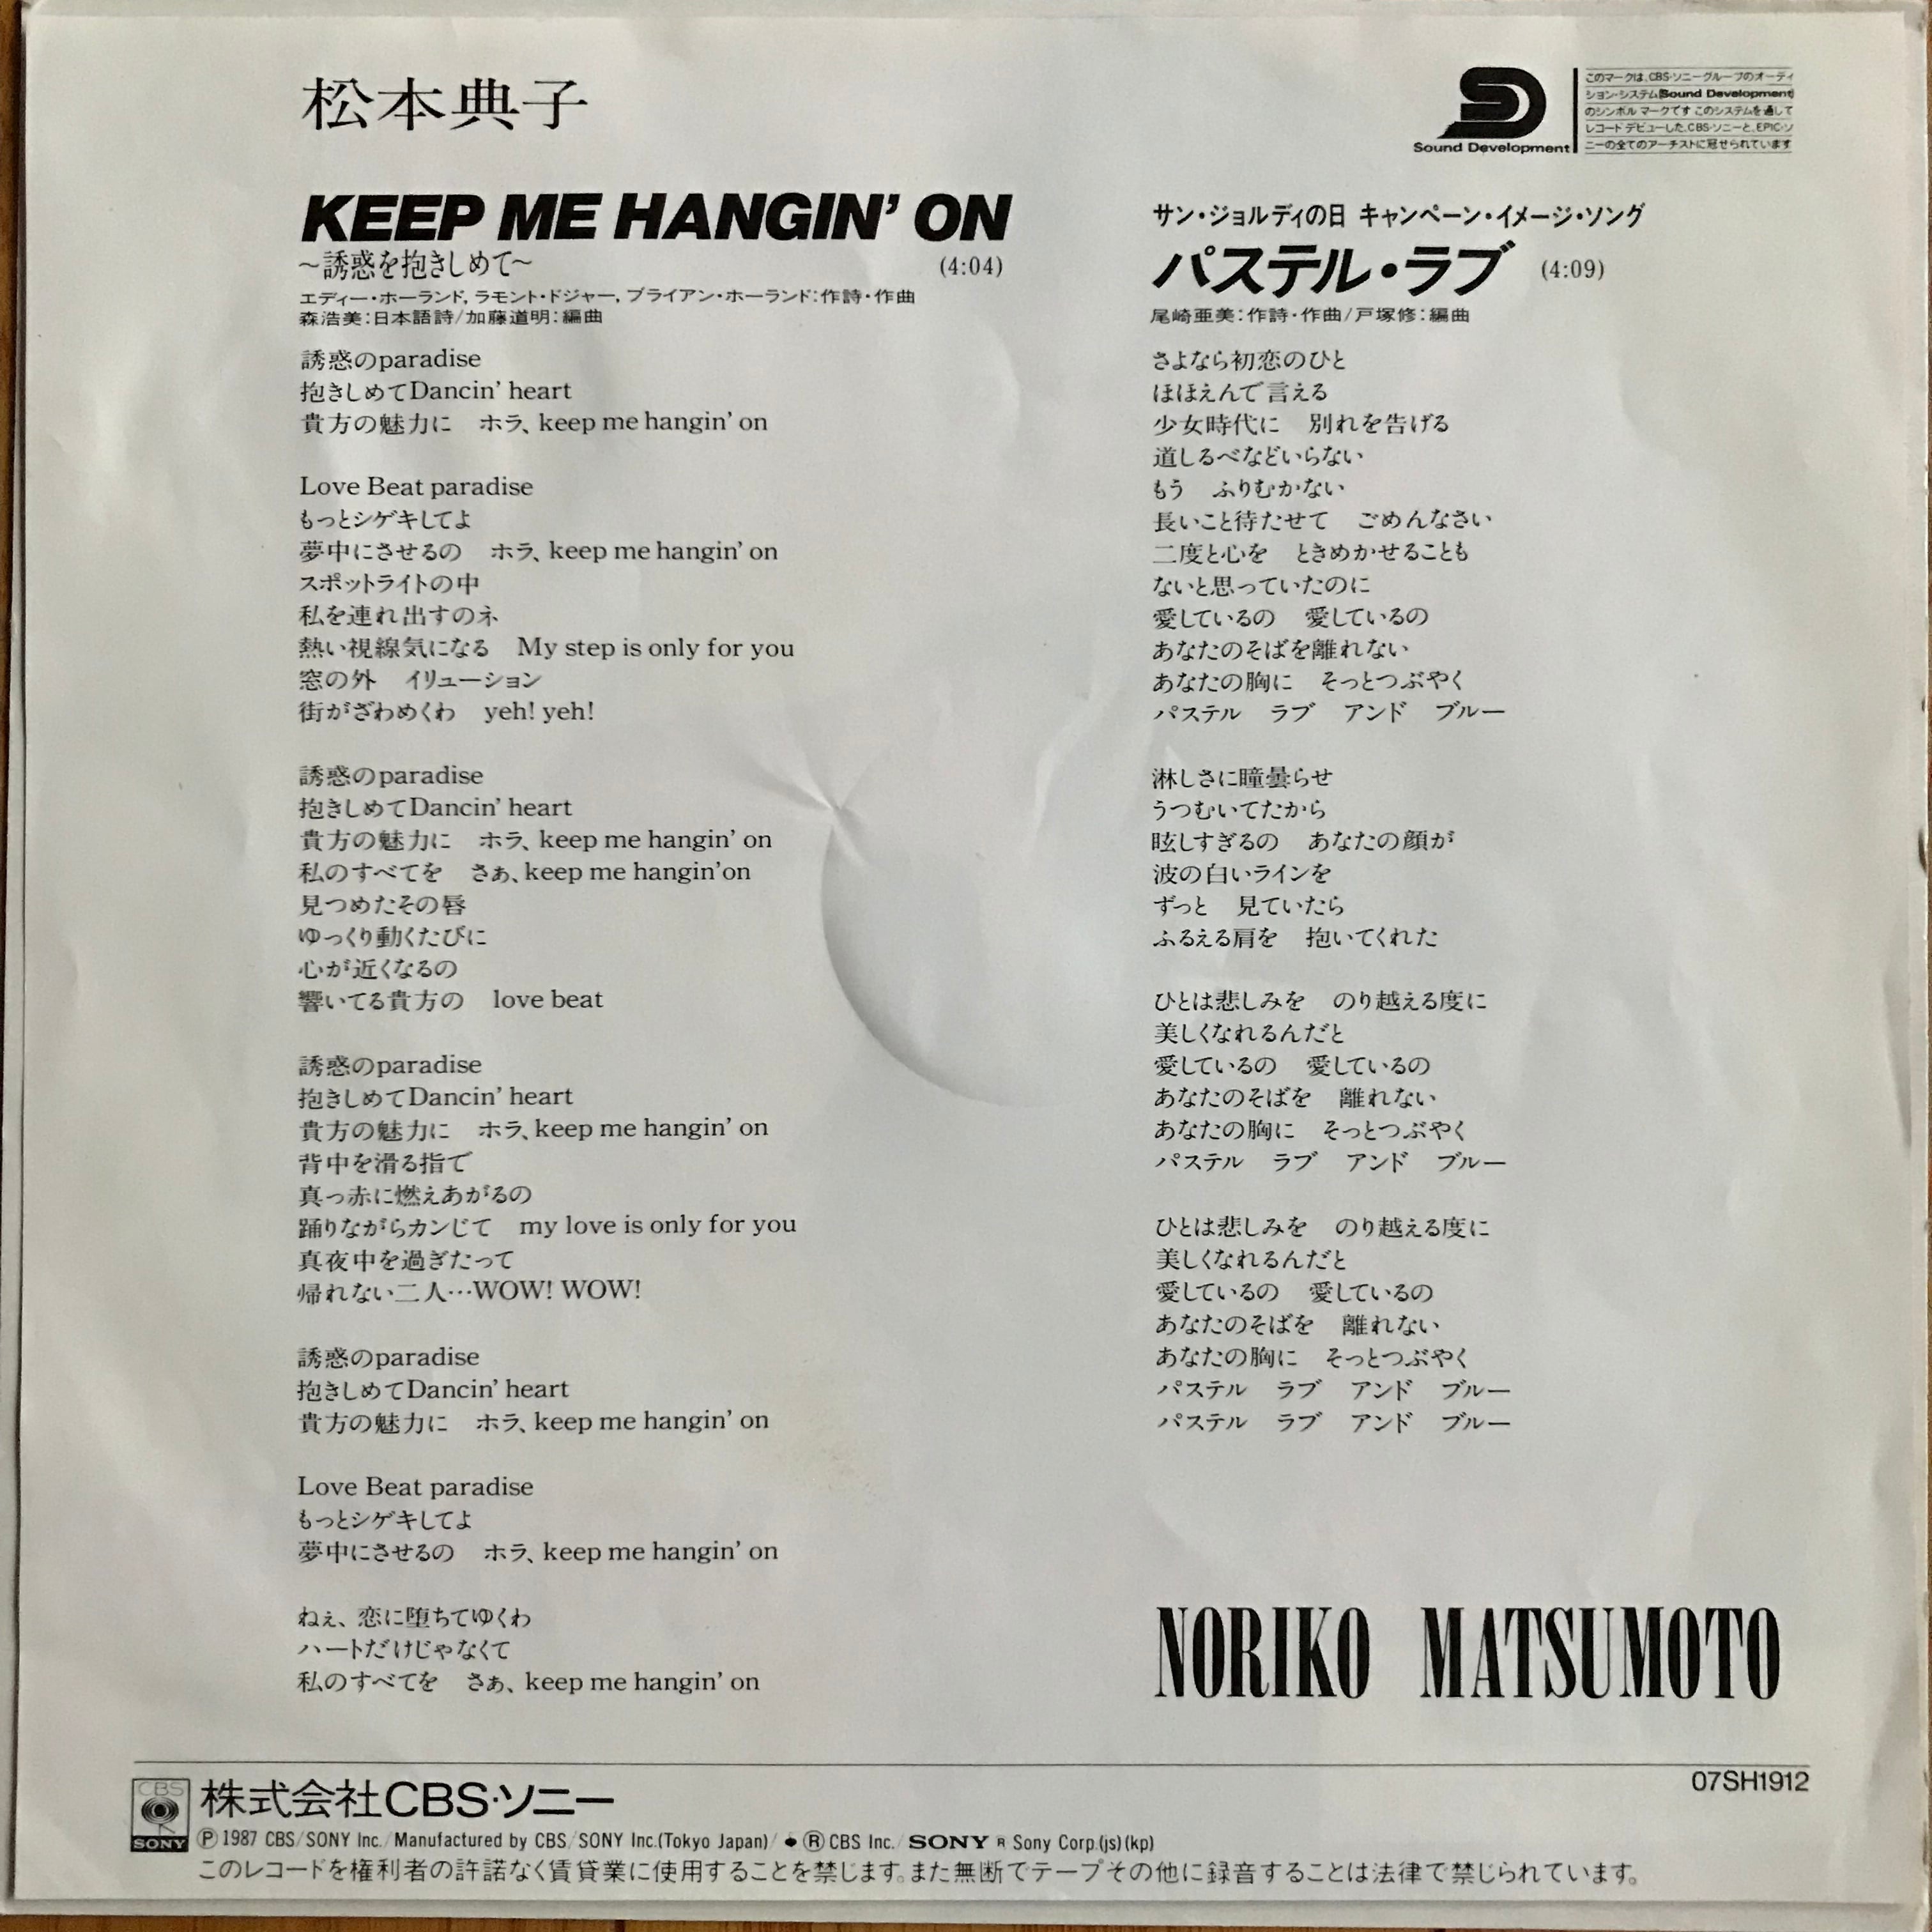 松本典子
Sound Development
このマークは、CBS・ソニーグループのオーディ
ション・システム[Sound Development]
のシンボル マークです このシステムを通して
レコード デビューした、CBS・ソニーと、EPIC・ソ
ニーの全てのアーチストに冠せられています
KEEP ME HANGIN' ON
〜誘惑を抱きしめて〜 (4:04)
エディー・ホーランド, ラモント・ドジャー, ブライアン・ホーランド:作詩・作曲
森浩美:日本語詩/加藤道明:編曲
誘惑のparadise
抱きしめてDancin' heart
貴方の魅力に　ホラ、keep me hangin' on
Love Beat paradise
もっとシゲキしてよ
夢中にさせるの　ホラ、keep me hangin' on
スポットライトの中
私を連れ出すのネ
熱い視線気になる　My step is only for you
窓の外　イリュージョン
街がざわめくわ　yeh! yeh!
誘惑のparadise
抱きしめてDancin' heart
貴方の魅力に　ホラ、keep me hangin' on
私のすべてを　さぁ、keep me hangin'on
見つめたその唇
ゆっくり動くたびに
心が近くなるの
響いてる貴方の　love beat
誘惑のparadise
抱きしめてDancin' heart
貴方の魅力に　ホラ、keep me hangin' on
背中を滑る指で
真っ赤に燃えあがるの
踊りながらカンじて　my love is only for you
真夜中を過ぎたって
帰れない二人…WOW! WOW!
誘惑のparadise
抱きしめてDancin' heart
貴方の魅力に　ホラ、keep me hangin' on
Love Beat paradise
もっとシゲキしてよ
夢中にさせるの　ホラ、keep me hangin' on
ねぇ、恋に堕ちてゆくわ
ハートだけじゃなくて
私のすべてを　さぁ、keep me hangin' on
サン・ジョルディの日 キャンペーン・イメージ・ソング
パステル・ラブ (4:09)
尾崎亜美:作詩・作曲/戸塚修:編曲
さよなら初恋のひと
ほほえんで言える
少女時代に　別れを告げる
道しるべなどいらない
もう　ふりむかない
長いこと待たせて　ごめんなさい
二度と心を　ときめかせることも
ないと思っていたのに
愛しているの　愛しているの
あなたのそばを離れない
あなたの胸に　そっとつぶやく
パステル　ラブ　アンド　ブルー
淋しさに瞳曇らせ
うつむいてたから
眩しすぎるの　あなたの顔が
波の白いラインを
ずっと　見ていたら
ふるえる肩を　抱いてくれた
ひとは悲しみを　のり越える度に
美しくなれるんだと
愛しているの　愛しているの
あなたのそばを　離れない
あなたの胸に　そっとつぶやく
パステル　ラブ　アンド　ブルー
ひとは悲しみを　のり越える度に
美しくなれるんだと
愛しているの　愛しているの
あなたのそばを　離れない
あなたの胸に　そっとつぶやく
パステル　ラブ　アンド　ブルー
パステル　ラブ　アンド　ブルー
NORIKO MATSUMOTO
07SH1912
CBS
SONY
株式会社CBS・ソニー
Ⓟ1987 CBS/SONY Inc./Manufactured by CBS/SONY Inc.(Tokyo Japan)/ ◆ ®CBS Inc./SONY ® Sony Corp.(js)(kp)
このレコードを権利者の許諾なく賃貸業に使用することを禁じます。また無断でテープその他に録音することは法律で禁じられています。